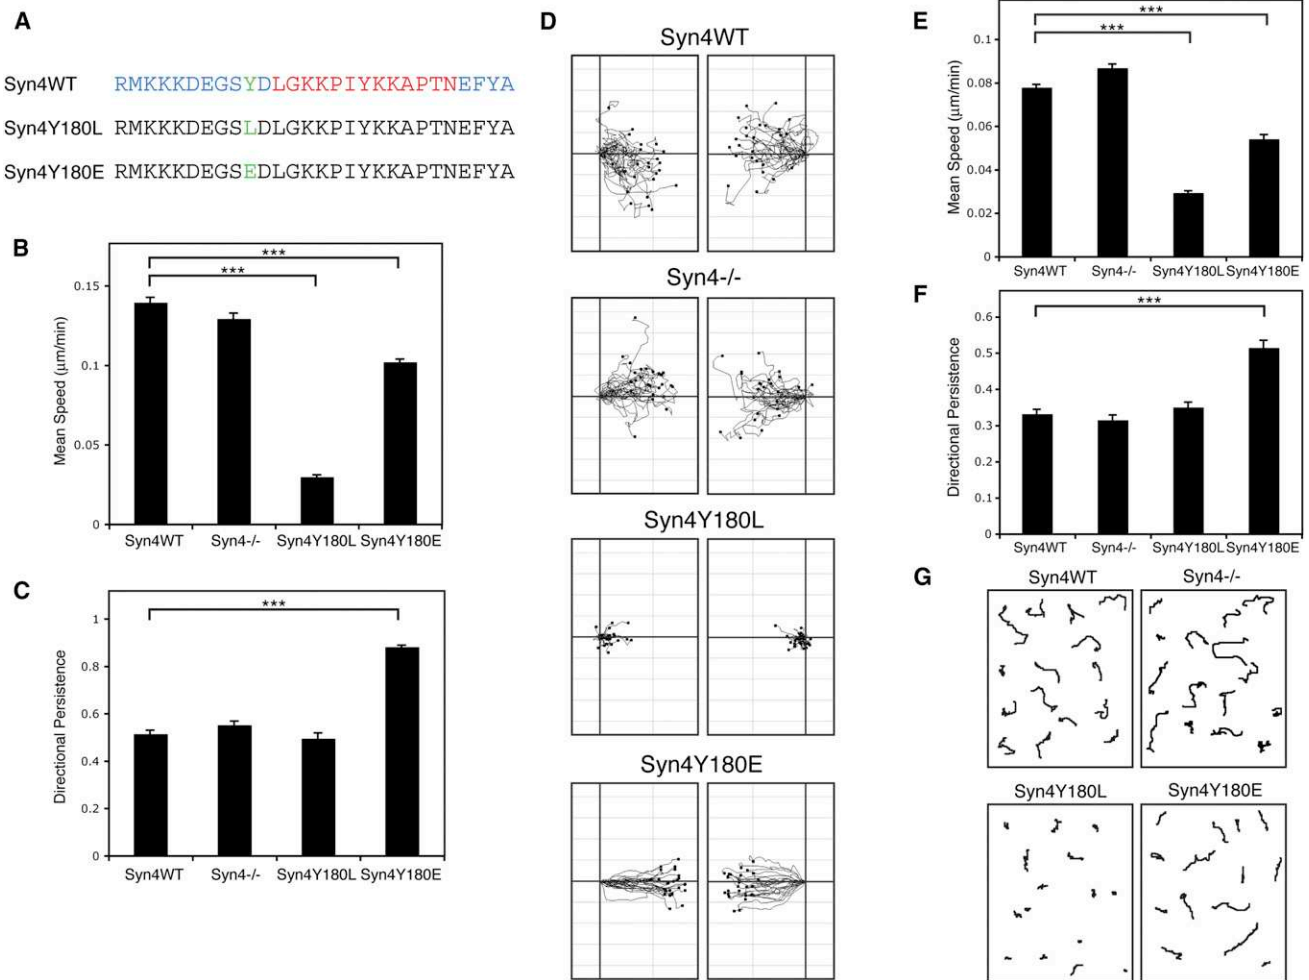 A
Syn4WT RMKKKDEGSYDLGKKPIYKKAPTNEFYA
Syn4Y180L RMKKKDEGSLDLGKKPIYKKAPTNEFYA
Syn4Y180E RMKKKDEGSEDLGKKPIYKKAPTNEFYA
B
***
***
Mean Speed (µm/min)
0.15
0.1
0.05
0
Syn4WT Syn4-/- Syn4Y180L Syn4Y180E
C
***
Directional Persistence
1
0.8
0.6
0.4
0.2
0
Syn4WT Syn4-/- Syn4Y180L Syn4Y180E
D
Syn4WT
Syn4-/-
Syn4Y180L
Syn4Y180E
E
***
***
Mean Speed (µm/min)
0.1
0.08
0.06
0.04
0.02
0
Syn4WT Syn4-/- Syn4Y180L Syn4Y180E
F
***
Directional Persistence
0.6
0.5
0.4
0.3
0.2
0.1
0
Syn4WT Syn4-/- Syn4Y180L Syn4Y180E
G
Syn4WT Syn4-/-
Syn4Y180L Syn4Y180E